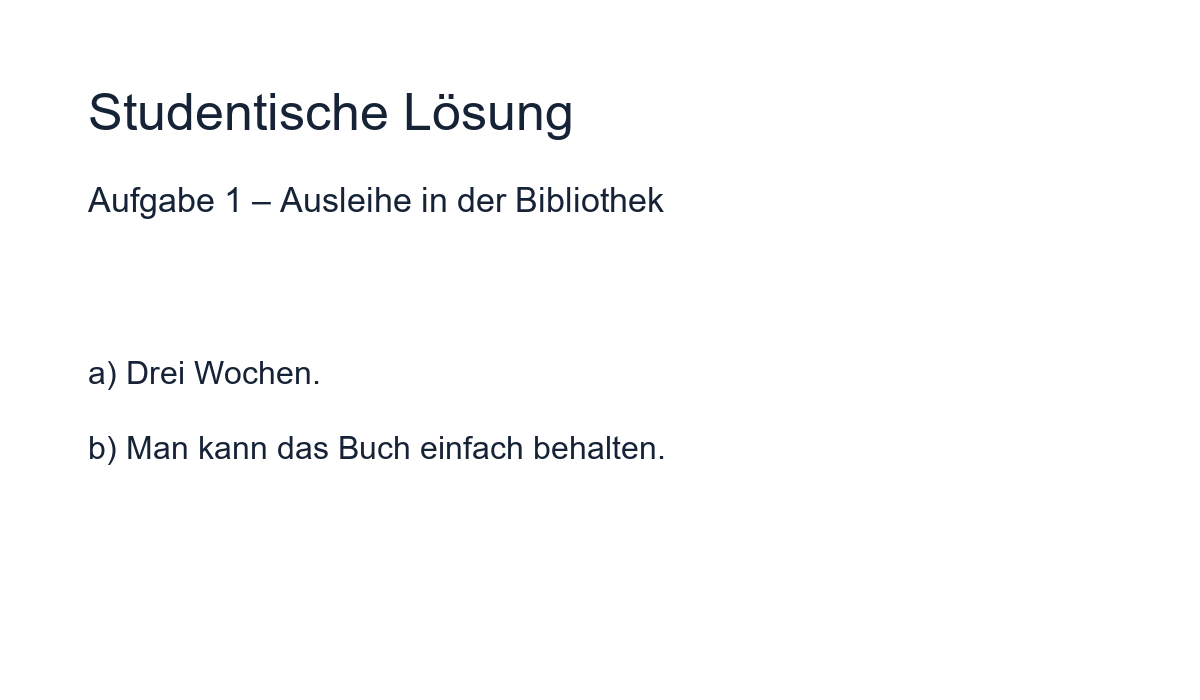 Studentische Lösung
Aufgabe 1 – Ausleihe in der Bibliothek
a) Drei Wochen.
b) Man kann das Buch einfach behalten.